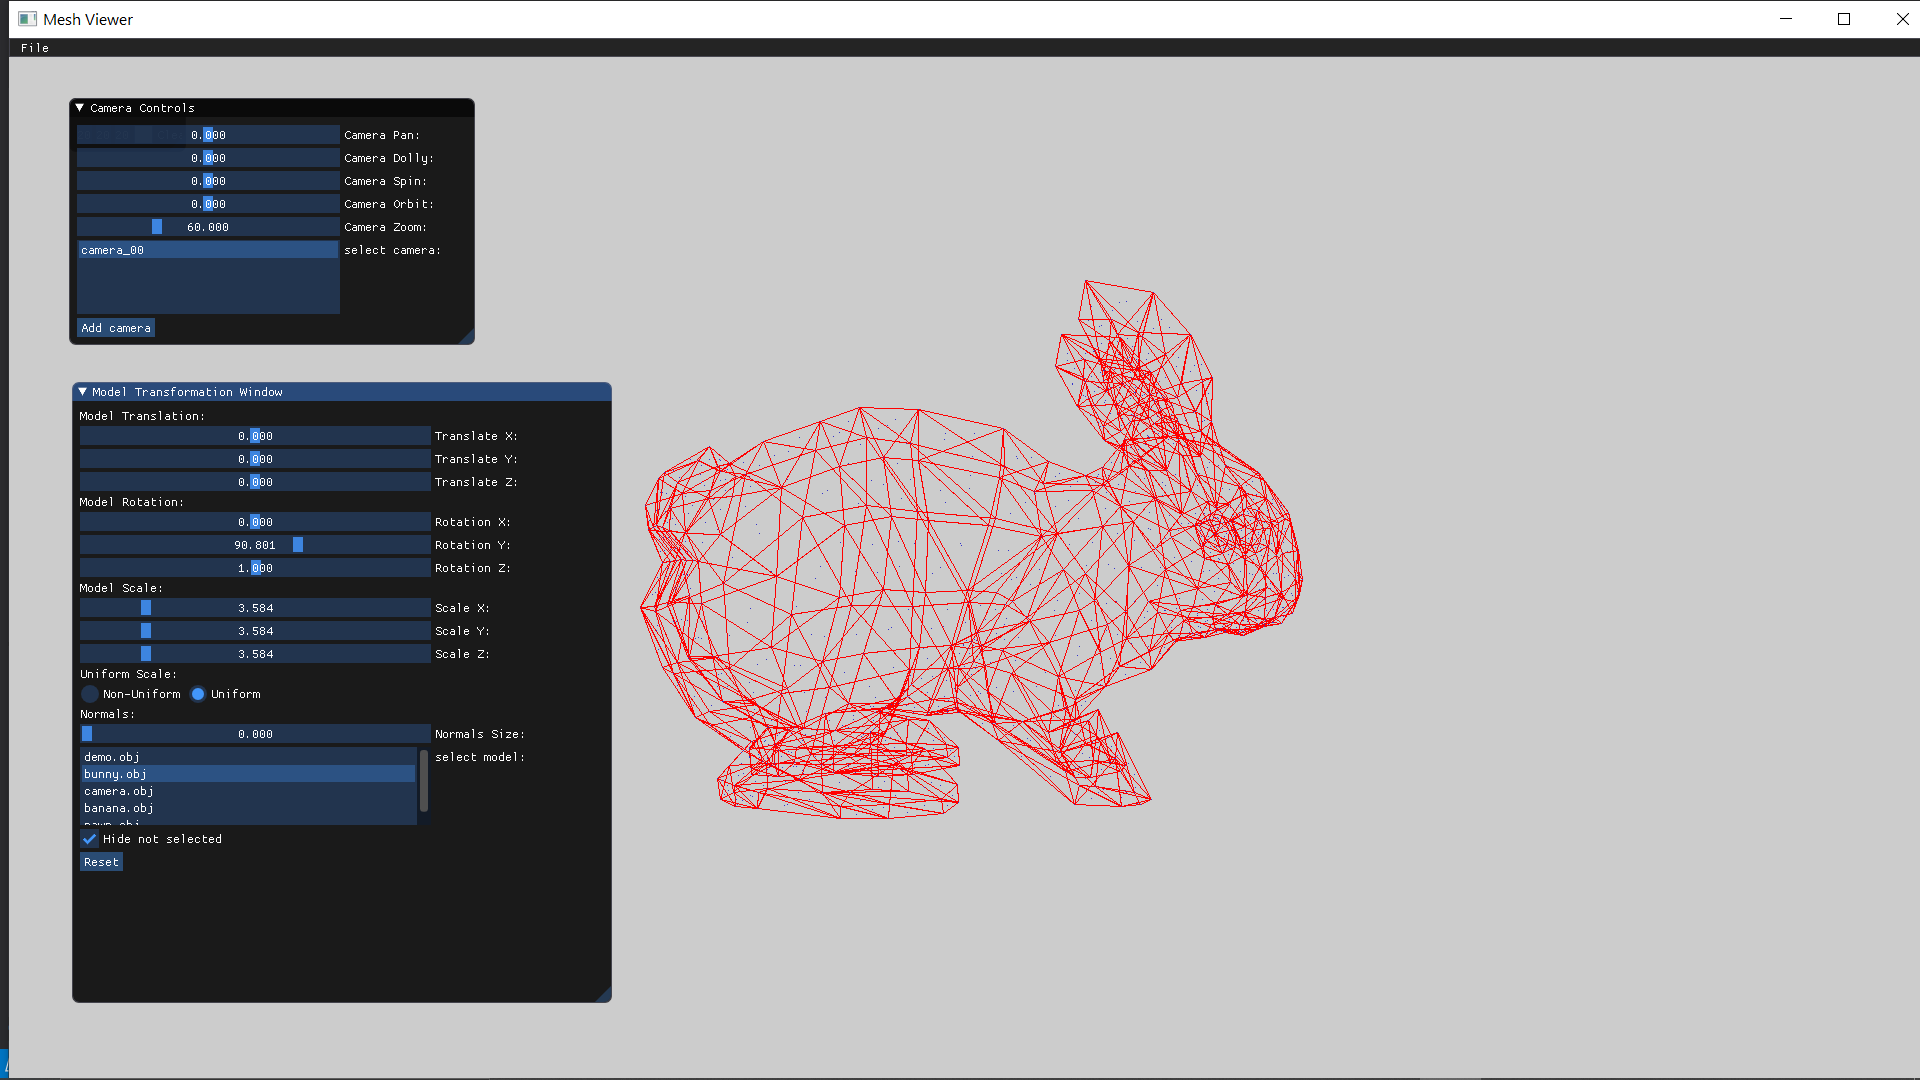 Mesh Viewer
File
Camera Controls
0.000 Camera Pan:
0.000 Camera Dolly:
0.000 Camera Spin:
0.000 Camera Orbit:
60.000 Camera Zoom:
camera_00 select camera:
Add camera
Model Transformation Window
Model Translation:
0.000 Translate X:
0.000 Translate Y:
0.000 Translate Z:
Model Rotation:
0.000 Rotation X:
90.801 Rotation Y:
1.000 Rotation Z:
Model Scale:
3.584 Scale X:
3.584 Scale Y:
3.584 Scale Z:
Uniform Scale:
Non-Uniform Uniform
Normals:
0.000 Normals Size:
demo.obj select model:
bunny.obj
camera.obj
banana.obj
Hide not selected
Reset